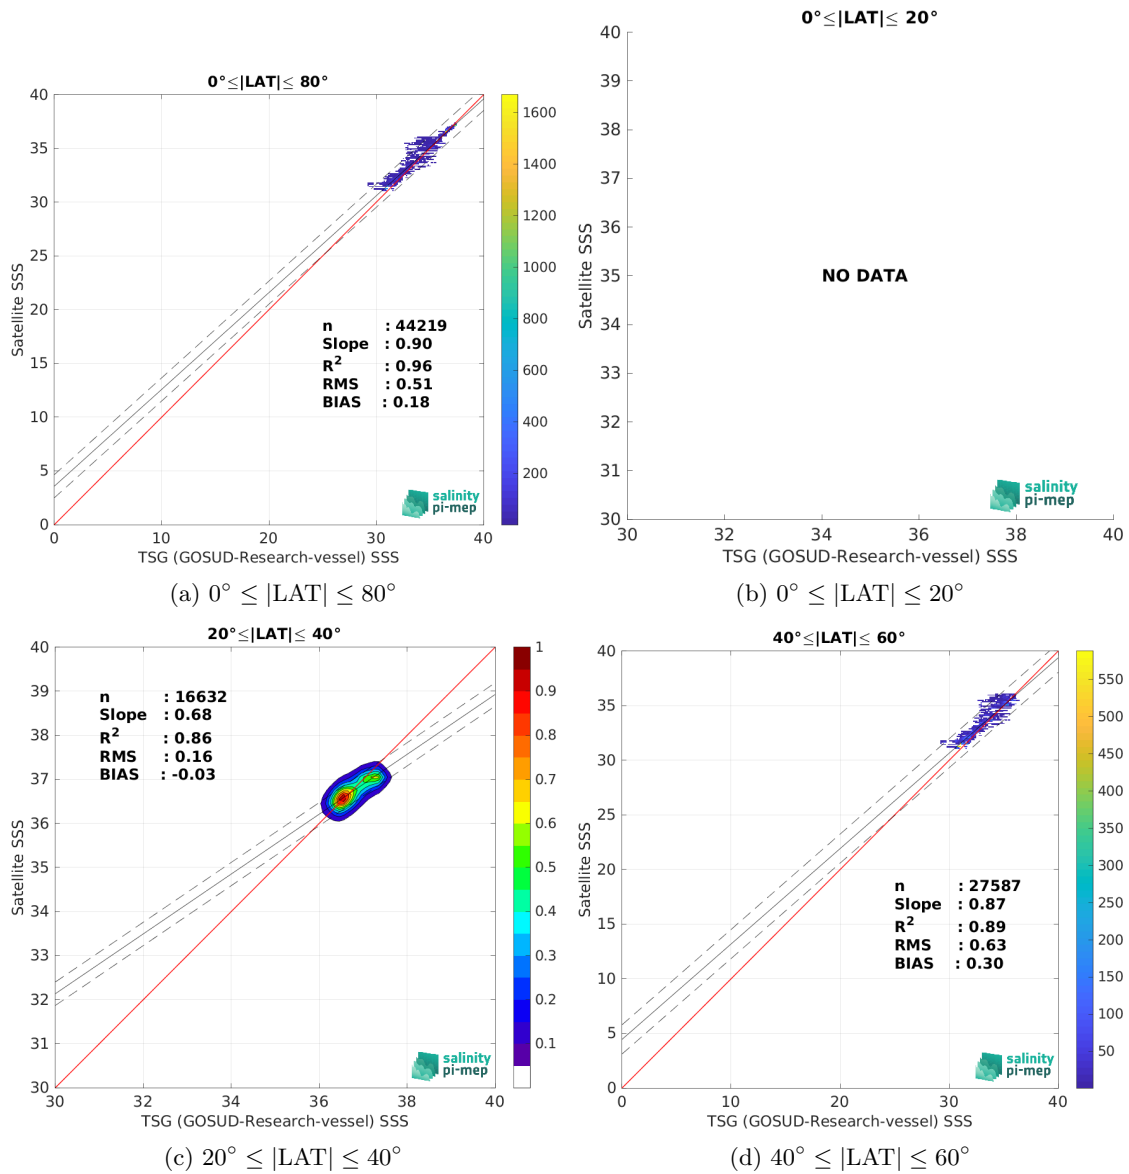 0°≤|LAT|≤ 80°
40
35
30
25
20
15
10
5
0
0
10
20
30
40
Satellite SSS
TSG (GOSUD-Research-vessel) SSS
n : 44219
Slope : 0.90
R² : 0.96
RMS : 0.51
BIAS : 0.18
salinity
pi-mep
1600
1400
1200
1000
800
600
400
200
(a) 0° ≤ |LAT| ≤ 80°
0°≤|LAT|≤ 20°
40
39
38
37
36
35
34
33
32
31
30
30
32
34
36
38
40
Satellite SSS
TSG (GOSUD-Research-vessel) SSS
NO DATA
salinity
pi-mep
(b) 0° ≤ |LAT| ≤ 20°
20°≤|LAT|≤ 40°
40
39
38
37
36
35
34
33
32
31
30
30
32
34
36
38
40
Satellite SSS
TSG (GOSUD-Research-vessel) SSS
n : 16632
Slope : 0.68
R² : 0.86
RMS : 0.16
BIAS : -0.03
salinity
pi-mep
1
0.9
0.8
0.7
0.6
0.5
0.4
0.3
0.2
0.1
(c) 20° ≤ |LAT| ≤ 40°
40°≤|LAT|≤ 60°
40
35
30
25
20
15
10
5
0
0
10
20
30
40
Satellite SSS
TSG (GOSUD-Research-vessel) SSS
n : 27587
Slope : 0.87
R² : 0.89
RMS : 0.63
BIAS : 0.30
salinity
pi-mep
550
500
450
400
350
300
250
200
150
100
50
(d) 40° ≤ |LAT| ≤ 60°